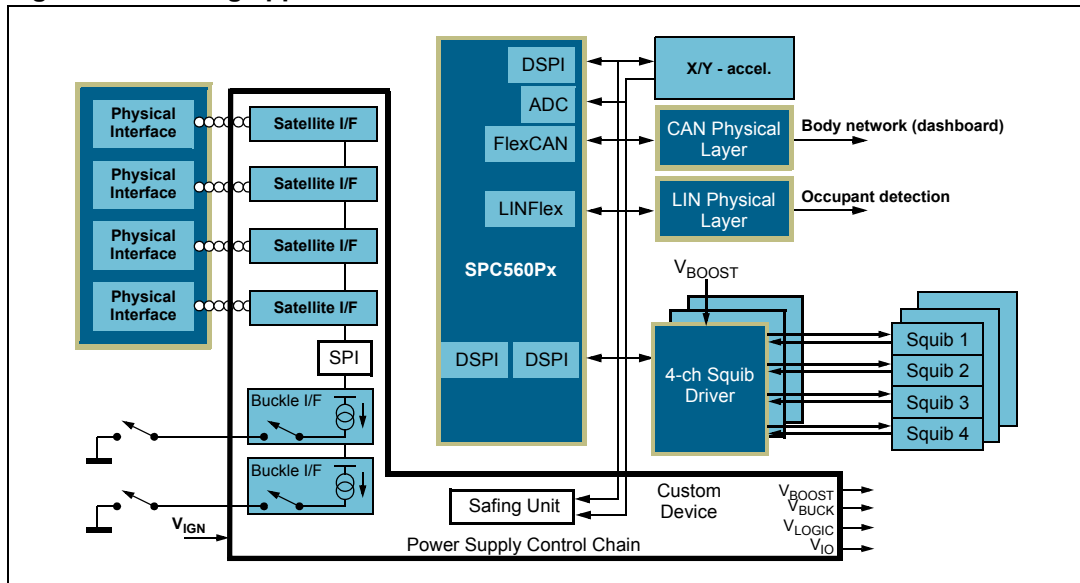 Physical
Interface
Physical
Interface
Physical
Interface
Physical
Interface
Satellite I/F
Satellite I/F
Satellite I/F
Satellite I/F
SPI
Buckle I/F
Buckle I/F
VIGN
DSPI
ADC
FlexCAN
LINFlex
SPC560Px
DSPI
DSPI
X/Y - accel.
CAN Physical
Layer
Body network (dashboard)
LIN Physical
Layer
Occupant detection
VBOOST
4-ch Squib
Driver
Squib 1
Squib 2
Squib 3
Squib 4
Safing Unit
Custom
Device
Power Supply Control Chain
VBOOST
VBUCK
VLOGIC
VIO